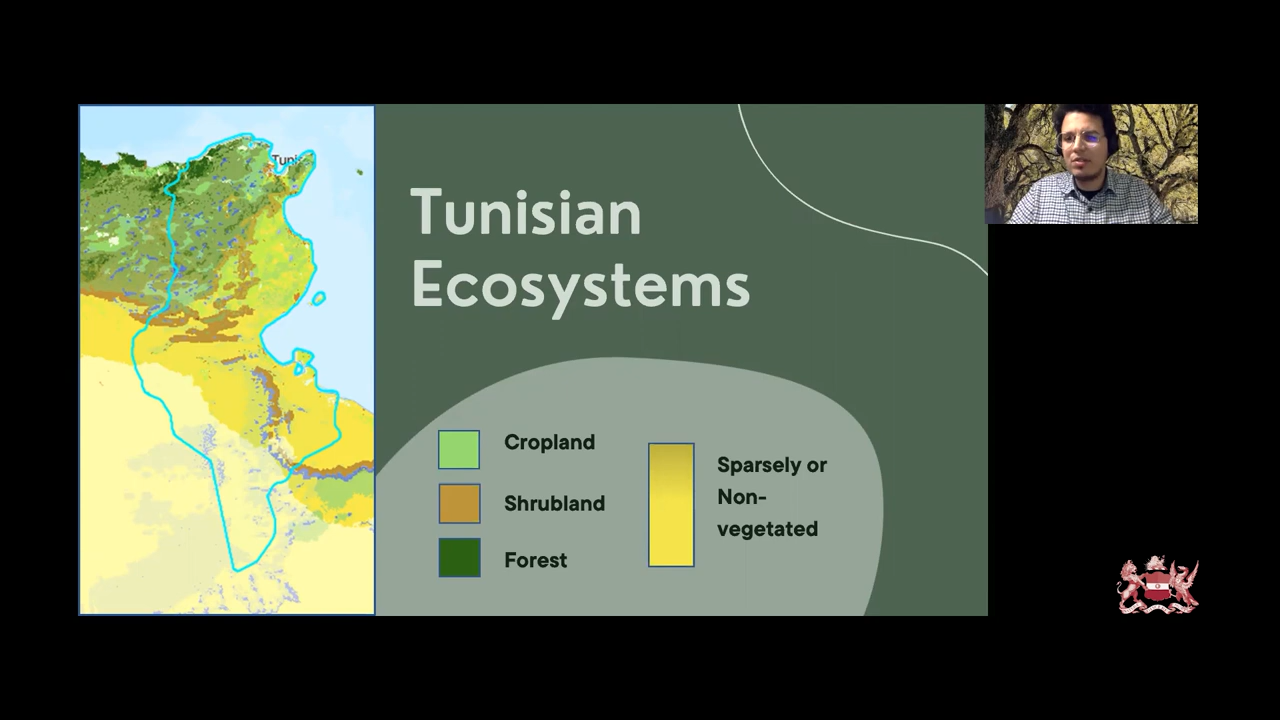 Tunisian
Ecosystems
Cropland
Shrubland
Forest
Sparsely or
Non-
vegetated